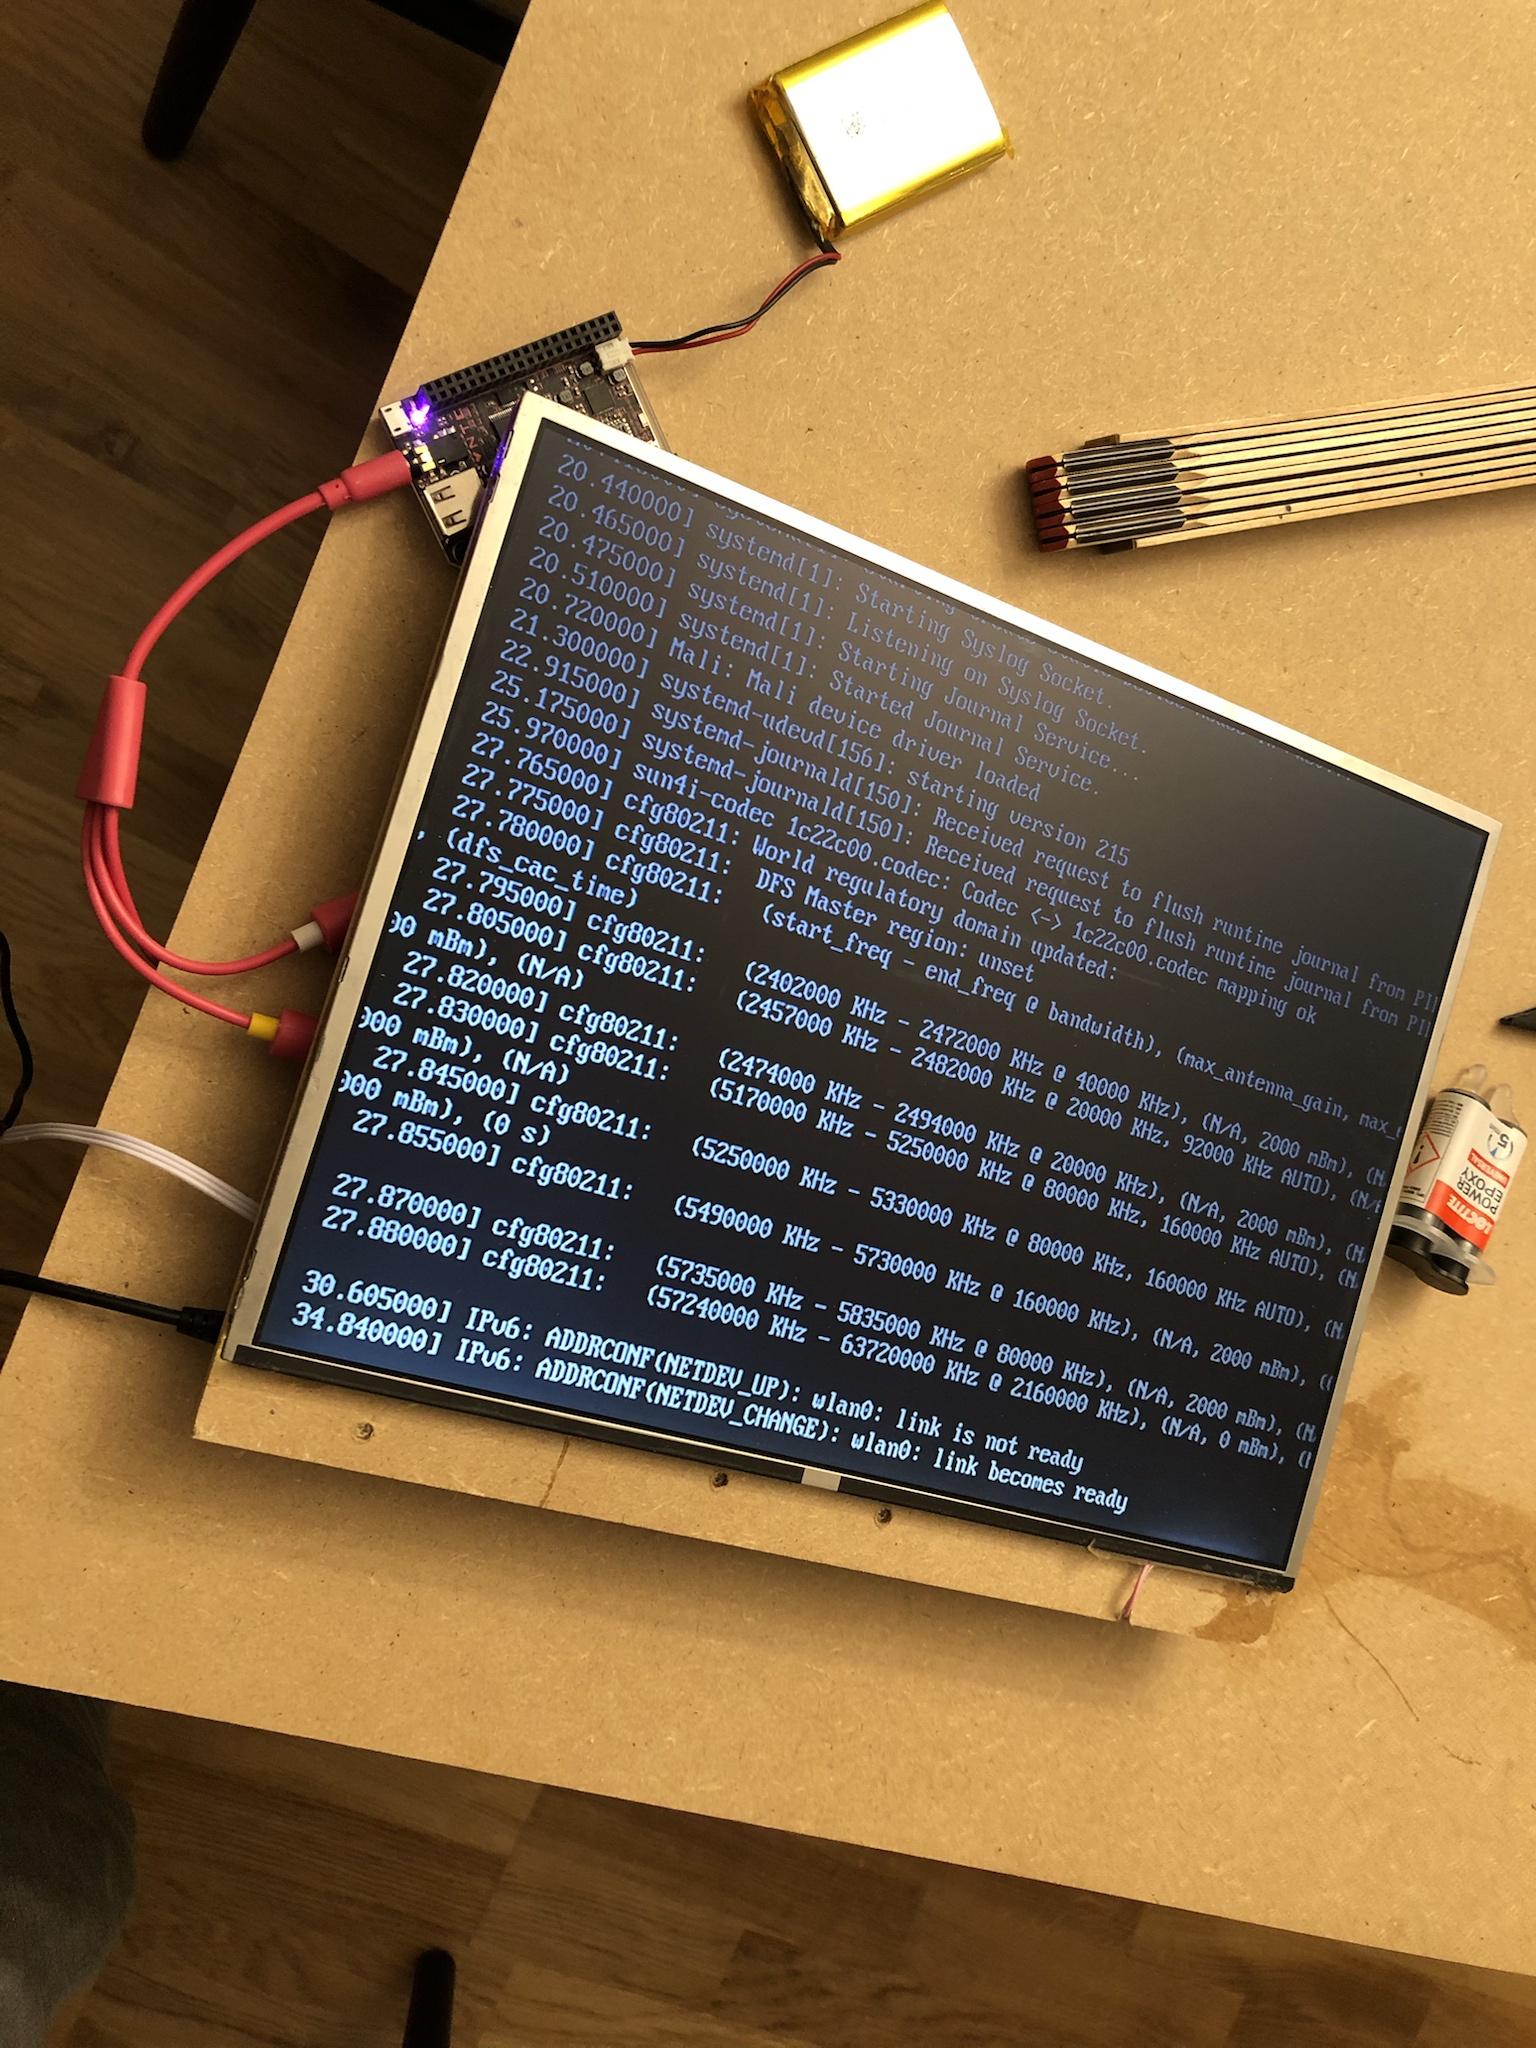 20.440000] systemd[1]: Starting Syslog Socket.
20.465000] systemd[1]: Listening on Syslog Socket.
20.475000] systemd[1]: Starting Journal Service...
20.510000] systemd[1]: Started Journal Service.
20.720000] Mali: Mali device driver loaded
21.300000] systemd-udevd[156]: starting version 215
22.915000] systemd-journald[150]: Received request to flush runtime journal from PI
25.175000] systemd-journald[150]: Received request to flush runtime journal from PI
25.970000] sun4i-codec 1c22c00.codec: Codec <-> 1c22c00.codec mapping ok
27.765000] cfg80211: World regulatory domain updated:
27.775000] cfg80211:  DFS Master region: unset
27.780000] cfg80211:   (start_freq - end_freq @ bandwidth), (max_antenna_gain, max_
, (dfs_cac_time)
27.795000] cfg80211:   (2402000 KHz - 2472000 KHz @ 40000 KHz), (N/A, 2000 mBm), (N
27.805000] cfg80211:   (2457000 KHz - 2482000 KHz @ 20000 KHz, 92000 KHz AUTO), (N/
00 mBm), (N/A)
27.820000] cfg80211:   (2474000 KHz - 2494000 KHz @ 20000 KHz), (N/A, 2000 mBm), (N
27.830000] cfg80211:   (5170000 KHz - 5250000 KHz @ 80000 KHz, 160000 KHz AUTO), (N
000 mBm), (N/A)
27.845000] cfg80211:   (5250000 KHz - 5330000 KHz @ 80000 KHz, 160000 KHz AUTO), (N
000 mBm), (0 s)
27.855000] cfg80211:   (5490000 KHz - 5730000 KHz @ 160000 KHz), (N/A, 2000 mBm), (
27.870000] cfg80211:   (5735000 KHz - 5835000 KHz @ 80000 KHz), (N/A, 2000 mBm), (N
27.880000] cfg80211:   (57240000 KHz - 63720000 KHz @ 2160000 KHz), (N/A, 0 mBm), (
30.605000] IPv6: ADDRCONF(NETDEV_UP): wlan0: link is not ready
34.840000] IPv6: ADDRCONF(NETDEV_CHANGE): wlan0: link becomes ready
LOCTITE
POWER
EPOXY
UNIVERSAL
5